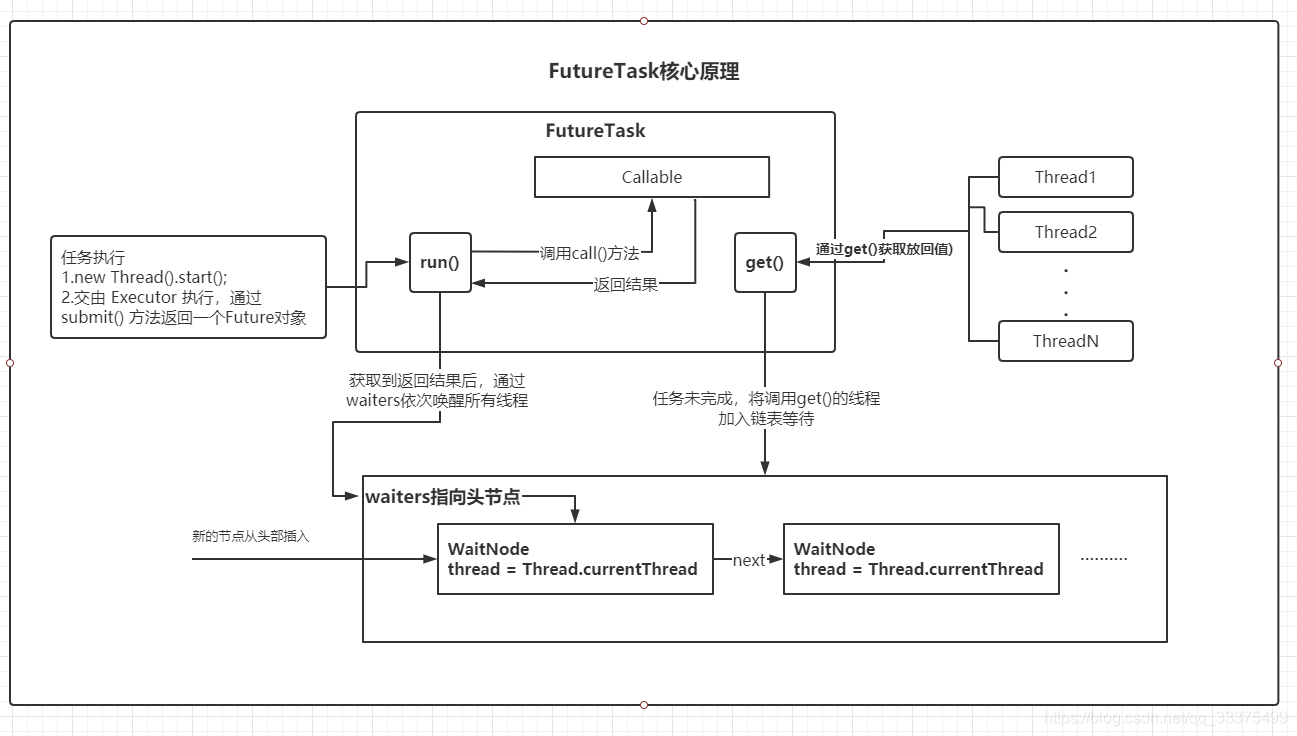 FutureTask核心原理
FutureTask
Callable
Thread1
Thread2
.
.
.
ThreadN
任务执行
1.new Thread().start();
2.交由 Executor 执行，通过
submit() 方法返回一个Future对象
run()
调用call()方法
返回结果
get()
通过get()获取放回值)
获取到返回结果后，通过
waiters依次唤醒所有线程
任务未完成，将调用get()的线程
加入链表等待
waiters指向头节点
新的节点从头部插入
WaitNode
thread = Thread.currentThread
next
WaitNode
thread = Thread.currentThread
..........
https://blog.csdn.net/qq_33375499